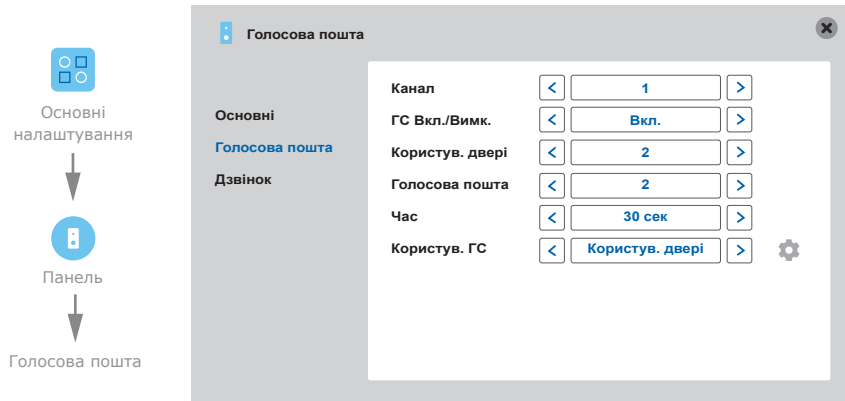 Основні
налаштування
Панель
Голосова пошта
Голосова пошта
Основні
Голосова пошта
Дзвінок
Канал 1
ГС Вкл./Вимк. Вкл.
Користув. двері 2
Голосова пошта 2
Час 30 сек
Користув. ГС Користув. двері